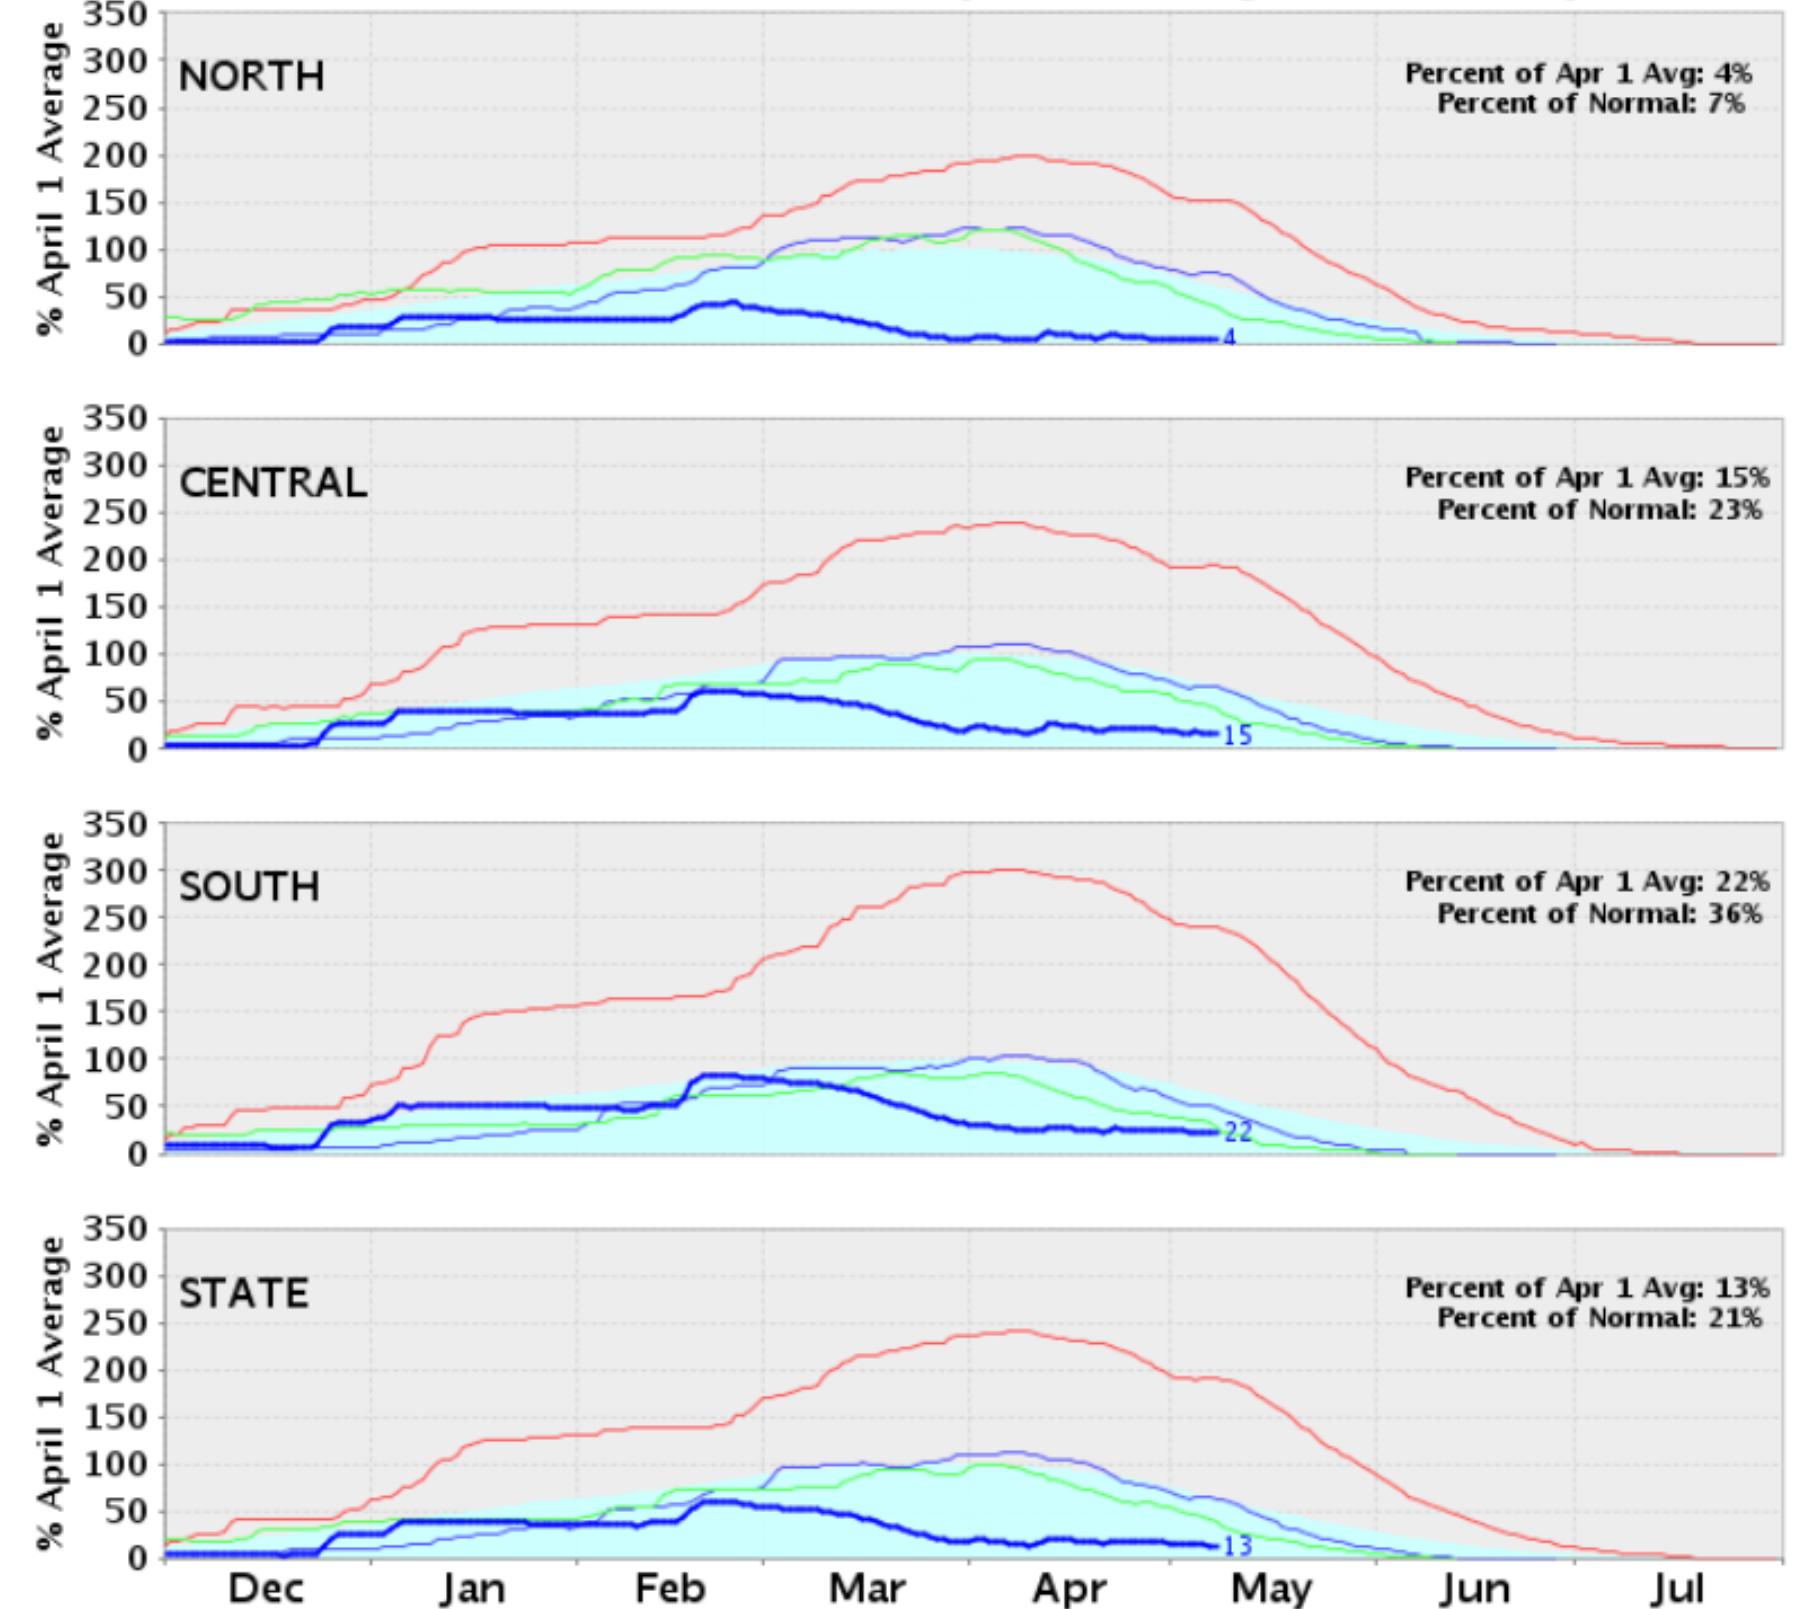 350
300
250
200
150
100
50
0
% April 1 Average
NORTH
Percent of Apr 1 Avg: 4%
Percent of Normal: 7%
4
350
300
250
200
150
100
50
0
% April 1 Average
CENTRAL
Percent of Apr 1 Avg: 15%
Percent of Normal: 23%
15
350
300
250
200
150
100
50
0
% April 1 Average
SOUTH
Percent of Apr 1 Avg: 22%
Percent of Normal: 36%
22
350
300
250
200
150
100
50
0
% April 1 Average
STATE
Percent of Apr 1 Avg: 13%
Percent of Normal: 21%
13
Dec Jan Feb Mar Apr May Jun Jul